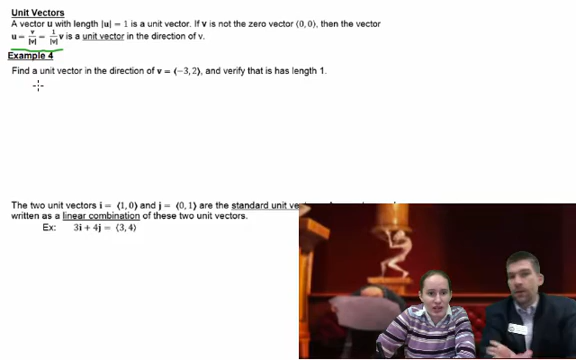 Unit Vectors
A vector u with length |u| = 1 is a unit vector. If v is not the zero vector ⟨0, 0⟩, then the vector
u = v/|v| = 1/|v| v is a unit vector in the direction of v.
Example 4
Find a unit vector in the direction of v = ⟨−3, 2⟩, and verify that is has length 1.
The two unit vectors i = ⟨1, 0⟩ and j = ⟨0, 1⟩ are the standard unit
written as a linear combination of these two unit vectors.
Ex: 3i + 4j = ⟨3, 4⟩